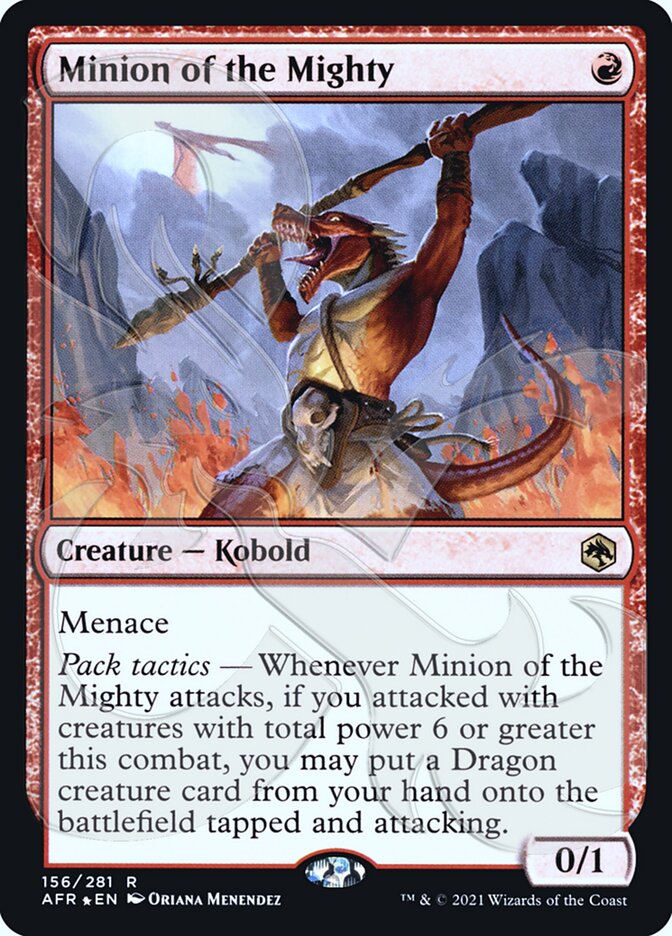 Minion of the Mighty
Creature — Kobold
Menace
Pack tactics — Whenever Minion of the
Mighty attacks, if you attacked with
creatures with total power 6 or greater
this combat, you may put a Dragon
creature card from your hand onto the
battlefield tapped and attacking.
0/1
156/281 R
AFR ★ EN Oriana Menendez
™ & © 2021 Wizards of the Coast